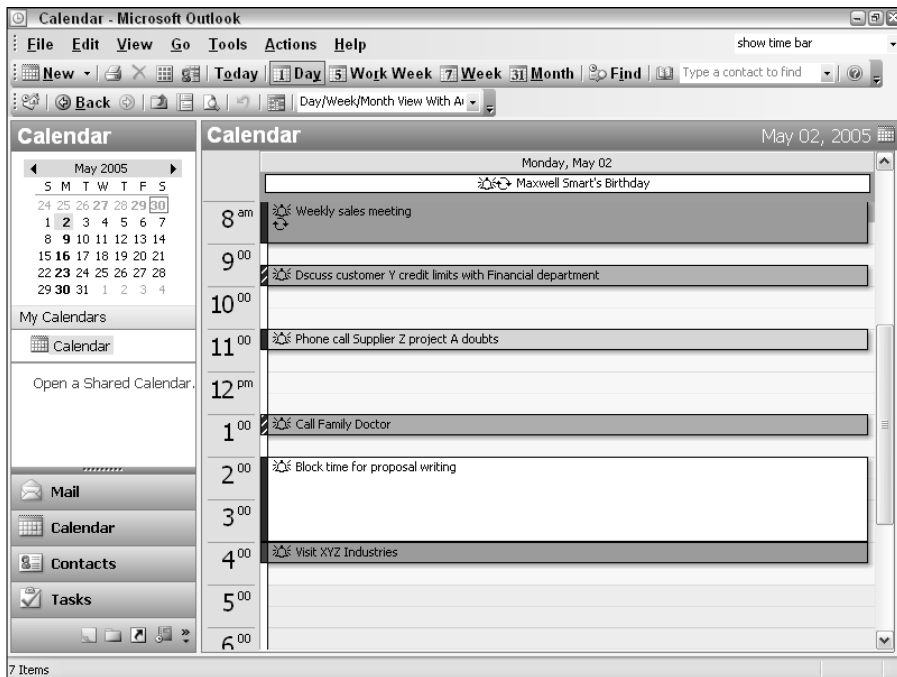 Calendar - Microsoft Outlook
File Edit View Go Tools Actions Help show time bar
New Today 1 Day 5 Work Week 7 Week 31 Month Find Type a contact to find
Back Day/Week/Month View With Au
Calendar
May 2005
S M T W T F S
24 25 26 27 28 29 30
1 2 3 4 5 6 7
8 9 10 11 12 13 14
15 16 17 18 19 20 21
22 23 24 25 26 27 28
29 30 31 1 2 3 4
My Calendars
Calendar
Open a Shared Calendar.
Mail
Calendar
Contacts
Tasks
Calendar May 02, 2005
Monday, May 02
Maxwell Smart's Birthday
8 am Weekly sales meeting
9 00
Dscuss customer Y credit limits with Financial department
10 00
11 00 Phone call Supplier Z project A doubts
12 pm
1 00 Call Family Doctor
2 00 Block time for proposal writing
3 00
4 00 Visit XYZ Industries
5 00
6 00
7 Items